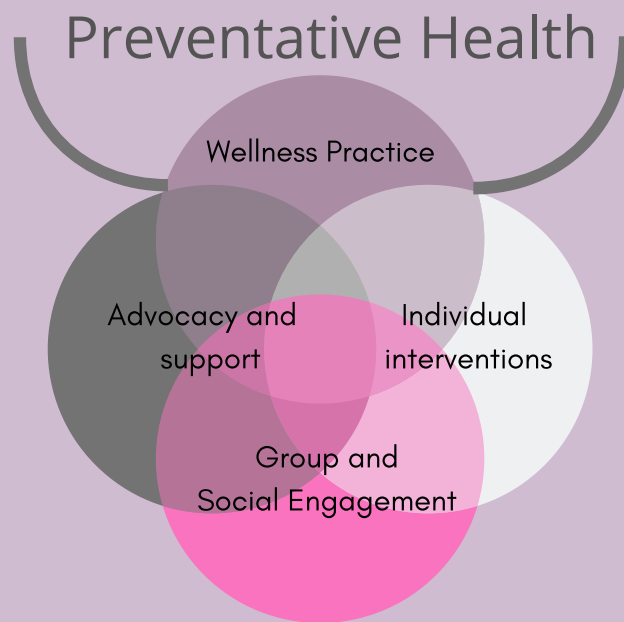 Preventative Health
Wellness Practice
Advocacy and
support
Individual
interventions
Group and
Social Engagement